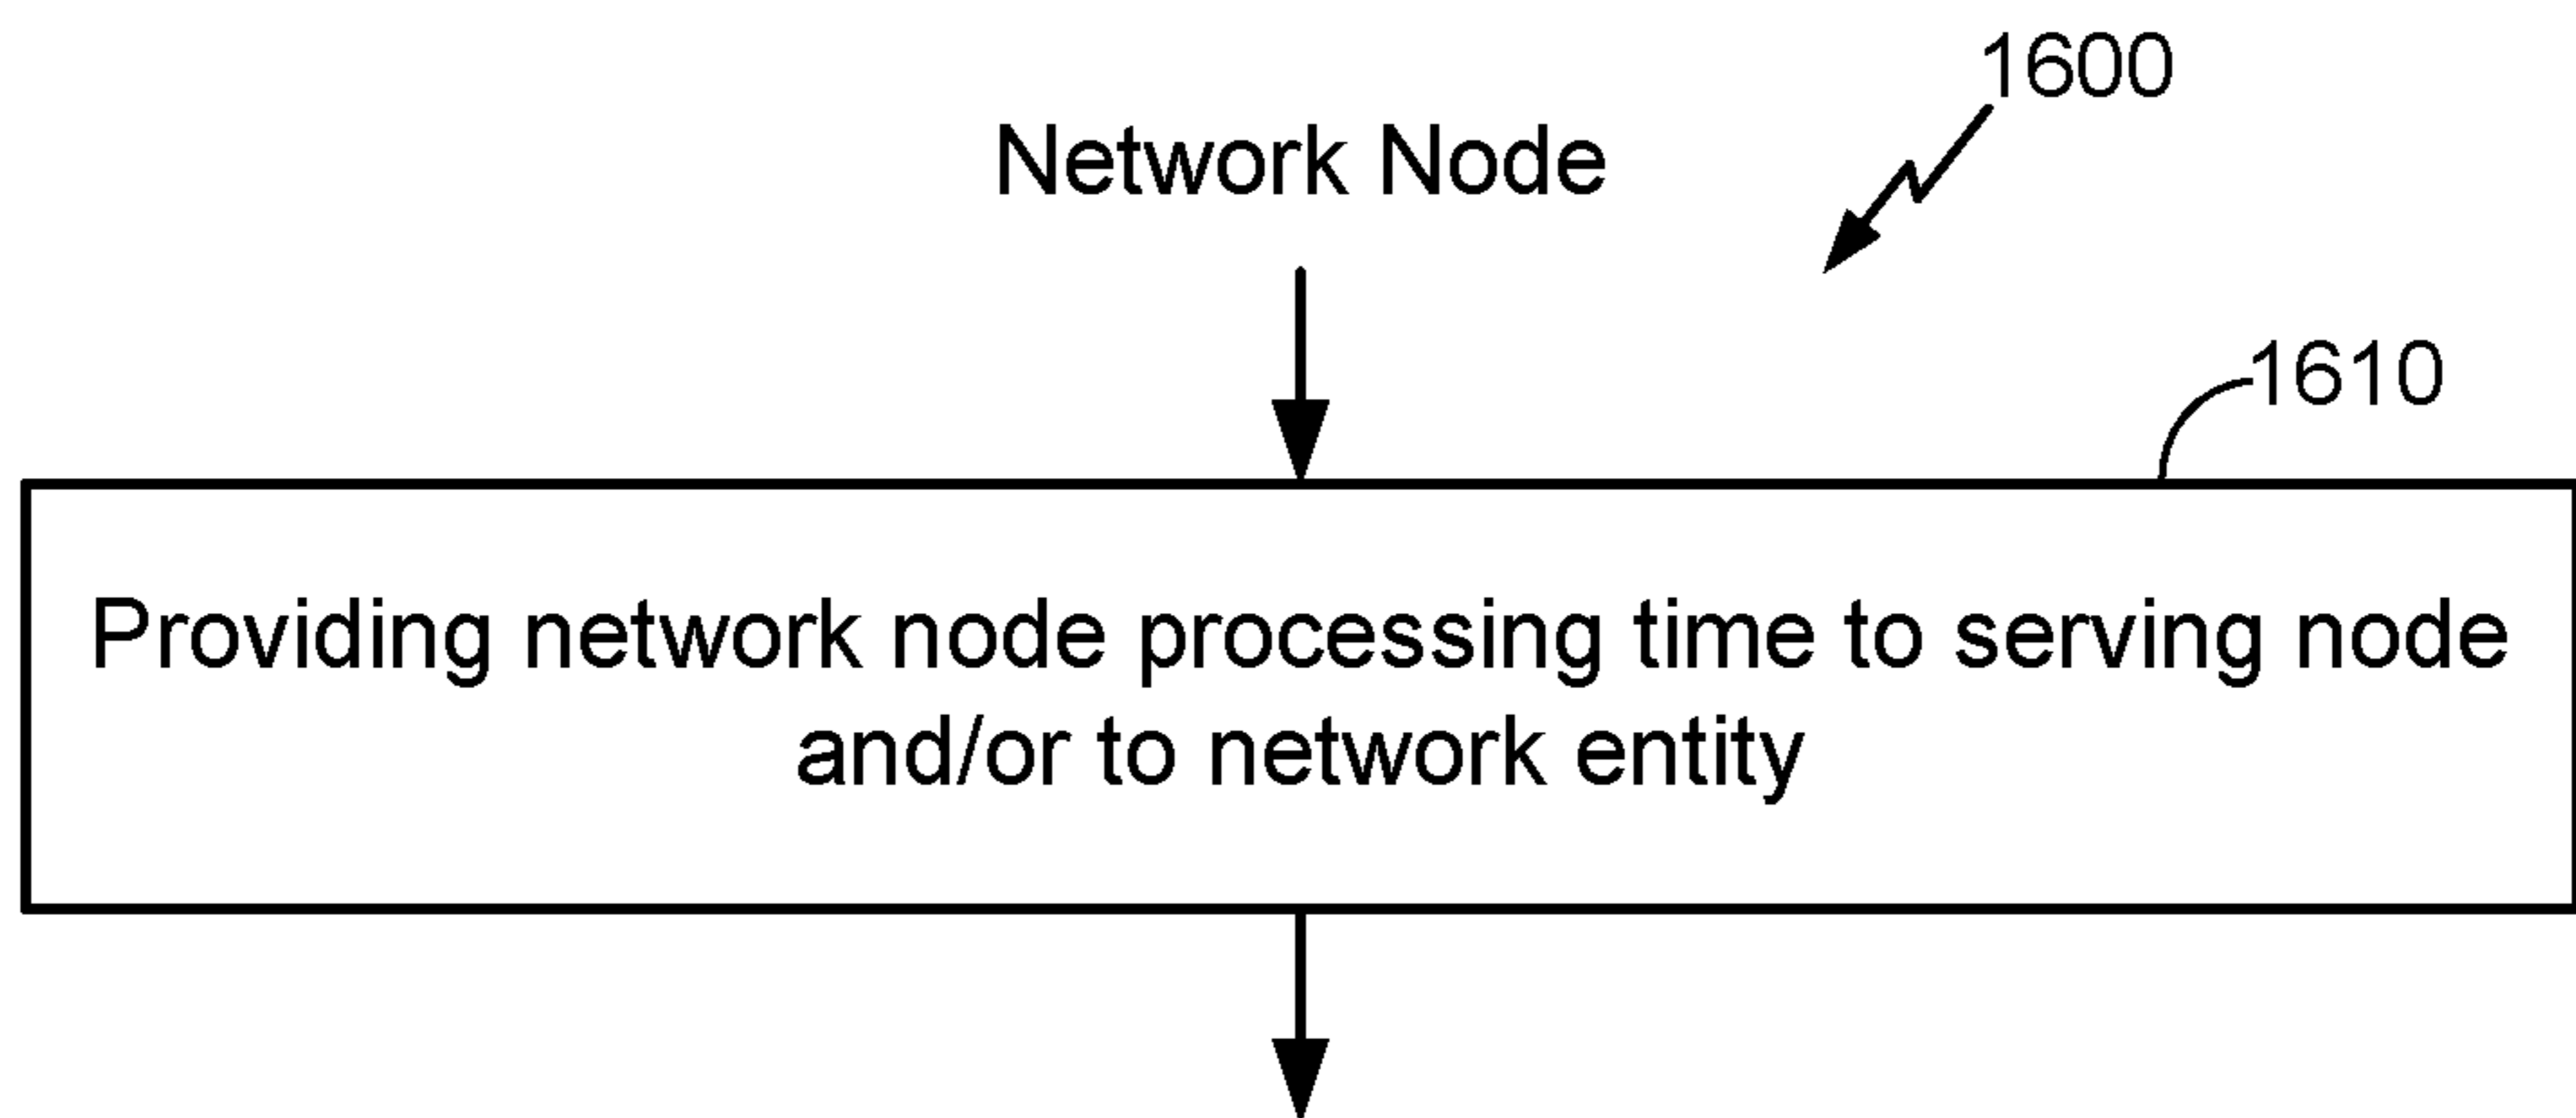 1600
Network Node
1610
Providing network node processing time to serving node
and/or to network entity